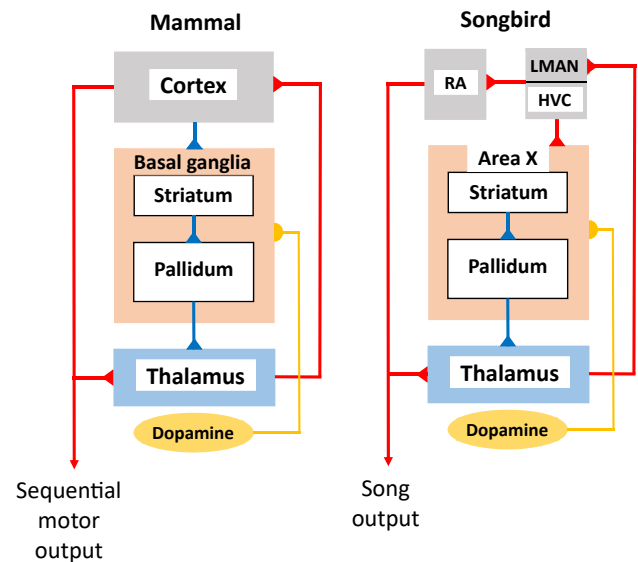 Mammal
Cortex
Basal ganglia
Striatum
Pallidum
Thalamus
Dopamine
Sequential
motor
output
Songbird
RA
LMAN
HVC
Area X
Striatum
Pallidum
Thalamus
Dopamine
Song
output